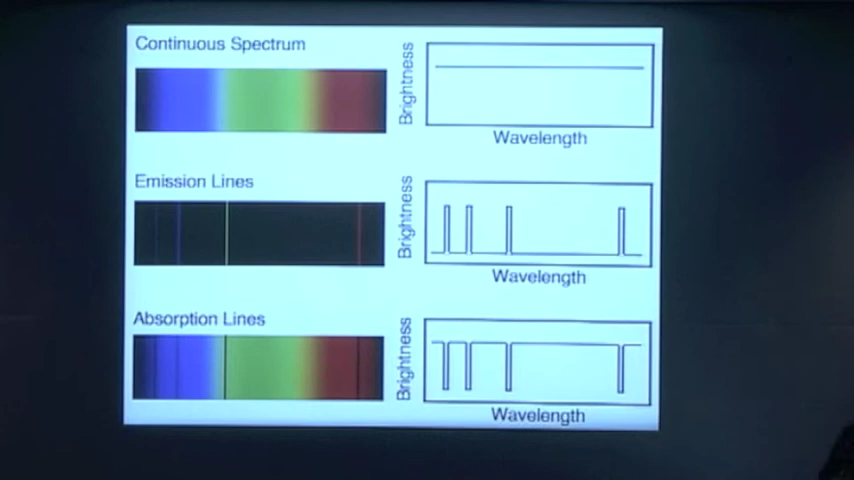 Continuous Spectrum
Brightness
Wavelength
Emission Lines
Brightness
Wavelength
Absorption Lines
Brightness
Wavelength